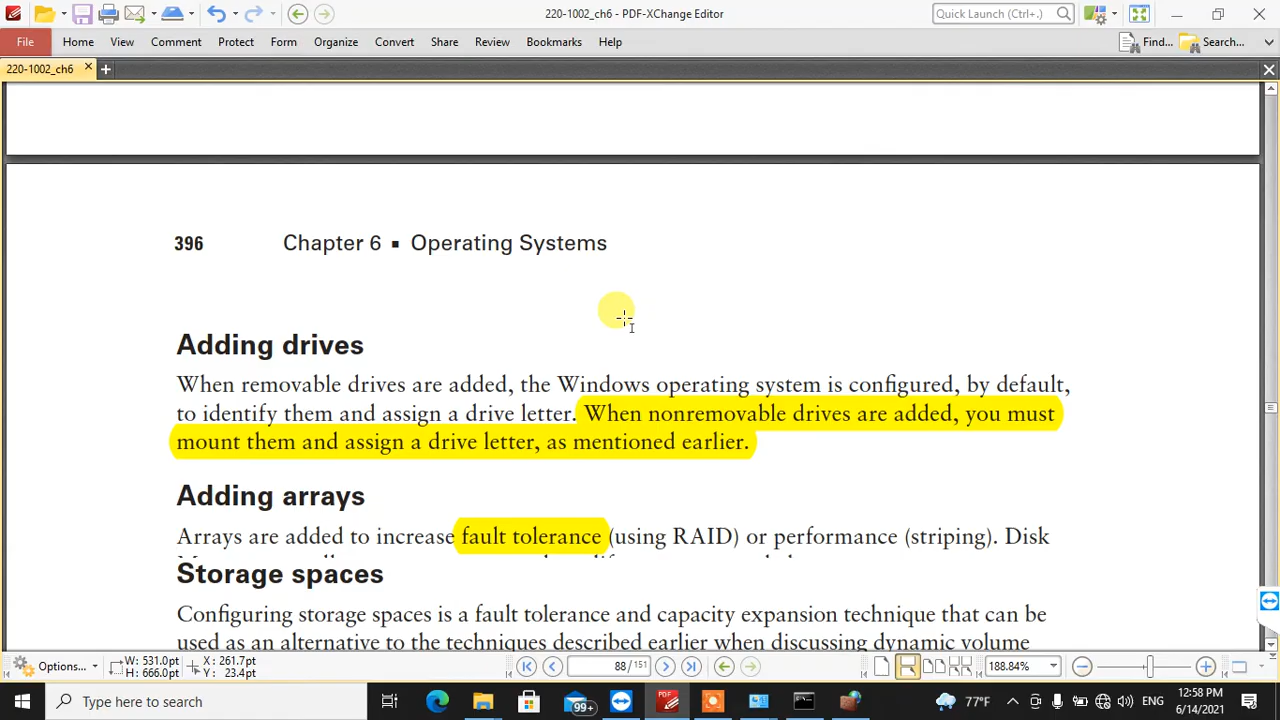 220-1002_ch6 - PDF-XChange Editor
Quick Launch (Ctrl+.)
File Home View Comment Protect Form Organize Convert Share Review Bookmarks Help
Find... Search...
220-1002_ch6
396 Chapter 6 ▪ Operating Systems
Adding drives
When removable drives are added, the Windows operating system is configured, by default,
to identify them and assign a drive letter. When nonremovable drives are added, you must
mount them and assign a drive letter, as mentioned earlier.
Adding arrays
Arrays are added to increase fault tolerance (using RAID) or performance (striping). Disk
Storage spaces
Configuring storage spaces is a fault tolerance and capacity expansion technique that can be
used as an alternative to the techniques described earlier when discussing dynamic volume
Options... W: 531.0pt X: 261.7pt 88 / 151 188.84%
H: 666.0pt Y: 23.4pt
Type here to search
PDF
99+
77°F
ENG
12:58 PM
6/14/2021